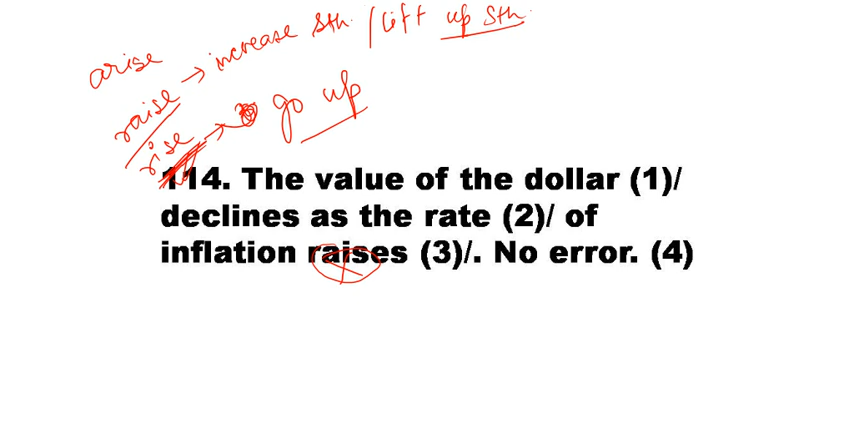 arise
raise → increase Sth. / lift up Sth.
rise → go up
114. The value of the dollar (1)/
declines as the rate (2)/ of
inflation raises (3)/. No error. (4)